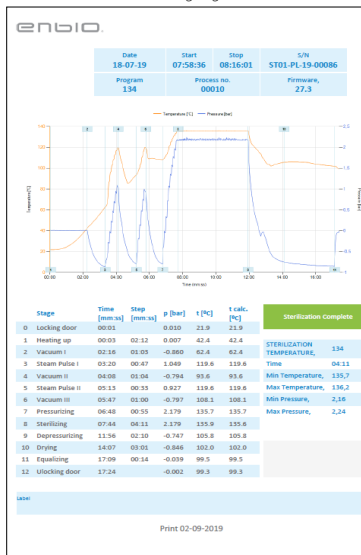 enbio.
Date Start Stop S/N
18-07-19 07:58:36 08:16:01 ST01-PL-19-00086
Program Process no. Firmware,
134 00010 27.3
Temperature [°C] Pressure [bar]
Time (mm:ss)
Stage Time [mm:ss] Step [mm:ss] p [bar] t [ºC] t calc. [ºC]
0 Locking door 00:01 0.010 21.9 21.9
1 Heating up 00:03 02:12 0.007 42.4 42.4
2 Vacuum I 02:16 01:03 -0.860 62.4 62.4
3 Steam Pulse I 03:20 00:47 1.049 119.6 119.6
4 Vacuum II 04:08 01:04 -0.794 93.6 93.6
5 Steam Pulse II 05:13 00:33 0.927 119.6 119.6
6 Vacuum III 05:47 01:00 -0.797 108.1 108.1
7 Pressurizing 06:48 00:55 2.179 135.7 135.7
8 Sterilizing 07:44 04:11 2.179 135.9 135.6
9 Depressurizing 11:56 02:10 -0.747 105.8 105.8
10 Drying 14:07 03:01 -0.846 102.0 102.0
11 Equalizing 17:09 00:14 -0.039 99.5 99.5
12 Ulocking door 17:24 -0.002 99.3 99.3
Sterilization Complete
STERILIZATION TEMPERATURE, 134
Time 04:11
Min Temperature, 135,7
Max Temperature, 136,2
Min Pressure, 2,16
Max Pressure, 2,24
Label
Print 02-09-2019